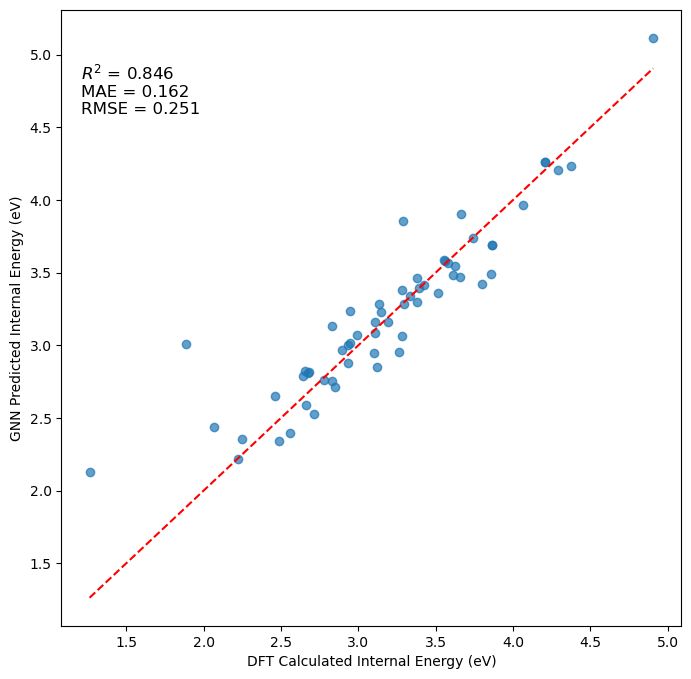 R² = 0.846
MAE = 0.162
RMSE = 0.251
GNN Predicted Internal Energy (eV)
5.0
4.5
4.0
3.5
3.0
2.5
2.0
1.5
1.5 2.0 2.5 3.0 3.5 4.0 4.5 5.0
DFT Calculated Internal Energy (eV)